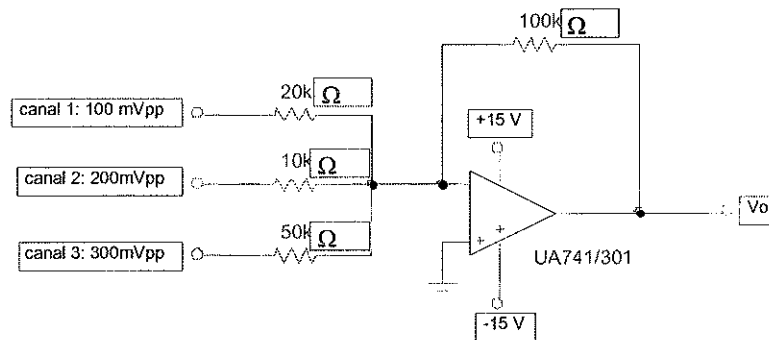 100k Ω
20k Ω
canal 1: 100 mVpp
+15 V
10k Ω
canal 2: 200mVpp
Vo
50k Ω
canal 3: 300mVpp
+ +
UA741/301
-15 V